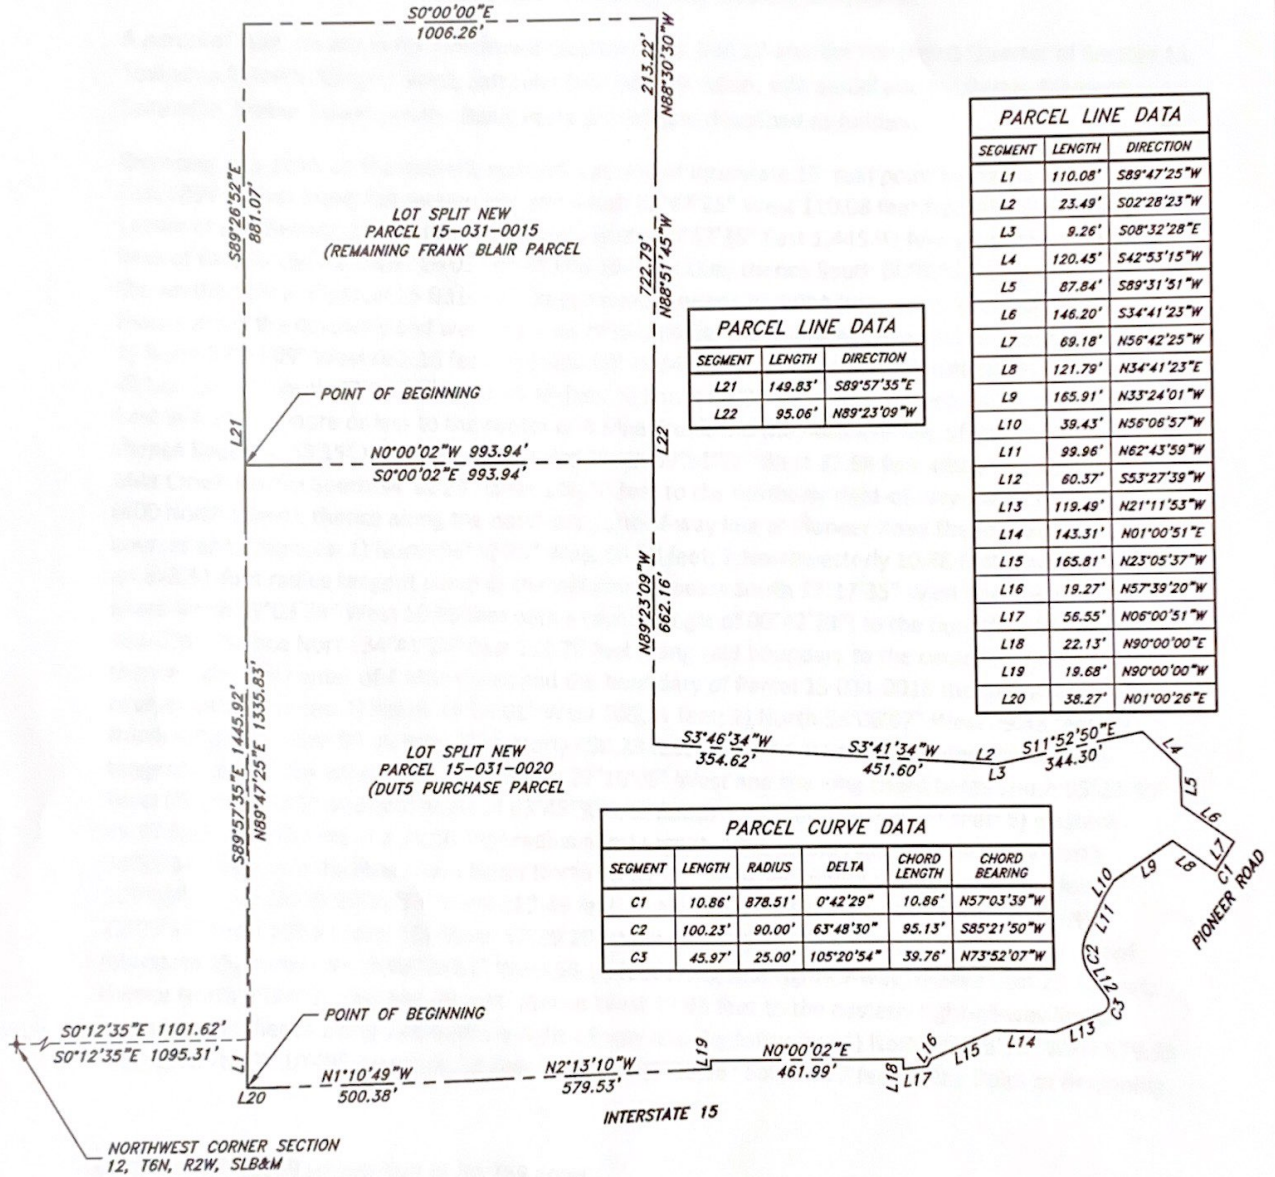 S0°00'00"E
1006.26'
213.22'
N88°30'30"W
S89°26'52"E
881.07'
LOT SPLIT NEW
PARCEL 15-031-0015
(REMAINING FRANK BLAIR PARCEL
722.79'
N88°51'45"W
PARCEL LINE DATA
SEGMENT LENGTH DIRECTION
L1 110.08' S89°47'25"W
L2 23.49' S02°28'23"W
L3 9.26' S08°32'28"E
L4 120.45' S42°53'15"W
L5 87.84' S89°31'51"W
L6 146.20' S34°41'23"W
L7 69.18' N56°42'25"W
L8 121.79' N34°41'23"E
L9 165.91' N33°24'01"W
L10 39.43' N56°06'57"W
L11 99.96' N62°43'59"W
L12 60.37' S53°27'39"W
L13 119.49' N21°11'53"W
L14 143.31' N01°00'51"E
L15 165.81' N23°05'37"W
L16 19.27' N57°39'20"W
L17 56.55' N06°00'51"W
L18 22.13' N90°00'00"E
L19 19.68' N90°00'00"W
L20 38.27' N01°00'26"E
PARCEL LINE DATA
SEGMENT LENGTH DIRECTION
L21 149.83' S89°57'35"E
L22 95.06' N89°23'09"W
POINT OF BEGINNING
L21
L22
N0°00'02"W 993.94'
S0°00'02"E 993.94'
N89°23'09"W
662.16'
S89°57'35"E 1445.92'
N89°47'25"E 1335.83'
LOT SPLIT NEW
PARCEL 15-031-0020
(DUT5 PURCHASE PARCEL
S3°46'34"W
354.62'
S3°41'34"W
451.60'
L2
L3
S11°52'50"E
344.30'
L4
L5
L6
L7
C1
PIONEER ROAD
L8
L9
L10
L11
C2
L12
C3
L13
L14
L15
L16
L17
L18
PARCEL CURVE DATA
SEGMENT LENGTH RADIUS DELTA CHORD LENGTH CHORD BEARING
C1 10.86' 878.51' 0°42'29" 10.86' N57°03'39"W
C2 100.23' 90.00' 63°48'30" 95.13' S85°21'50"W
C3 45.97' 25.00' 105°20'54" 39.76' N73°52'07"W
S0°12'35"E 1101.62'
S0°12'35"E 1095.31'
POINT OF BEGINNING
L1
L20
N1°10'49"W
500.38'
N2°13'10"W
579.53'
L19
N0°00'02"E
461.99'
INTERSTATE 15
NORTHWEST CORNER SECTION
12, T6N, R2W, SLB&M